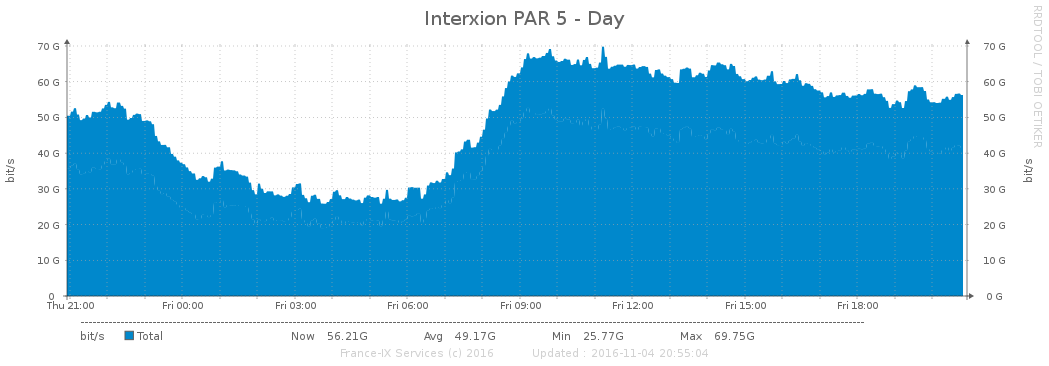 Interxion PAR 5 - Day
RRDTOOL / TOBI OETIKER
70 G 70 G
60 G 60 G
50 G 50 G
40 G 40 G
30 G 30 G
20 G 20 G
10 G 10 G
0 0 G
bit/s bit/s
Thu 21:00 Fri 00:00 Fri 03:00 Fri 06:00 Fri 09:00 Fri 12:00 Fri 15:00 Fri 18:00
bit/s Total Now 56.21G Avg 49.17G Min 25.77G Max 69.75G
France-IX Services (c) 2016 Updated : 2016-11-04 20:55:04